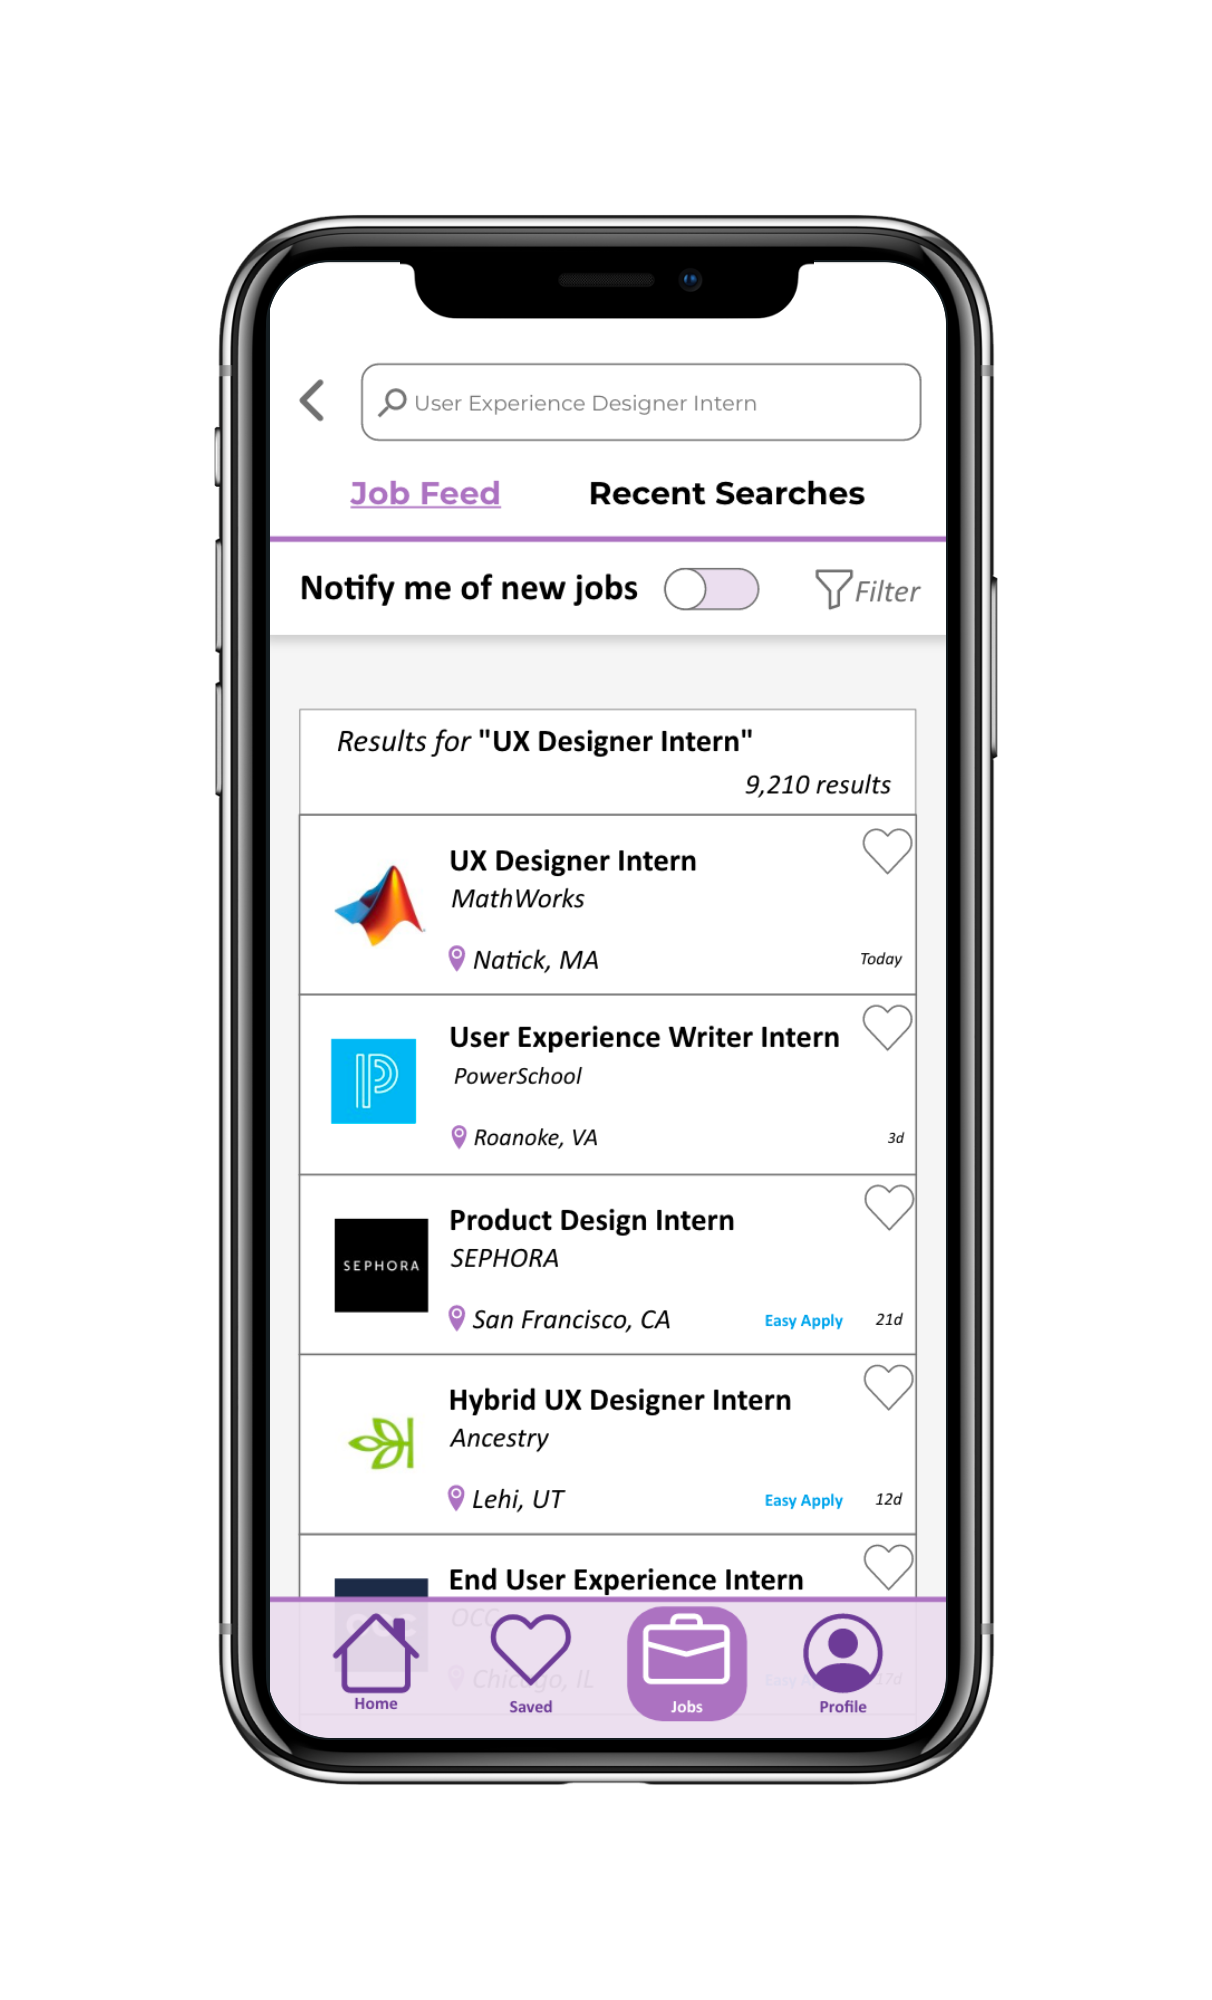 User Experience Designer Intern
Job Feed Recent Searches
Notify me of new jobs Filter
Results for "UX Designer Intern"
9,210 results
UX Designer Intern
MathWorks
Natick, MA Today
User Experience Writer Intern
PowerSchool
Roanoke, VA 3d
Product Design Intern
SEPHORA
SEPHORA
San Francisco, CA Easy Apply 21d
Hybrid UX Designer Intern
Ancestry
Lehi, UT Easy Apply 12d
End User Experience Intern
OCC
Chicago, IL Easy 17d
Home Saved Jobs Profile